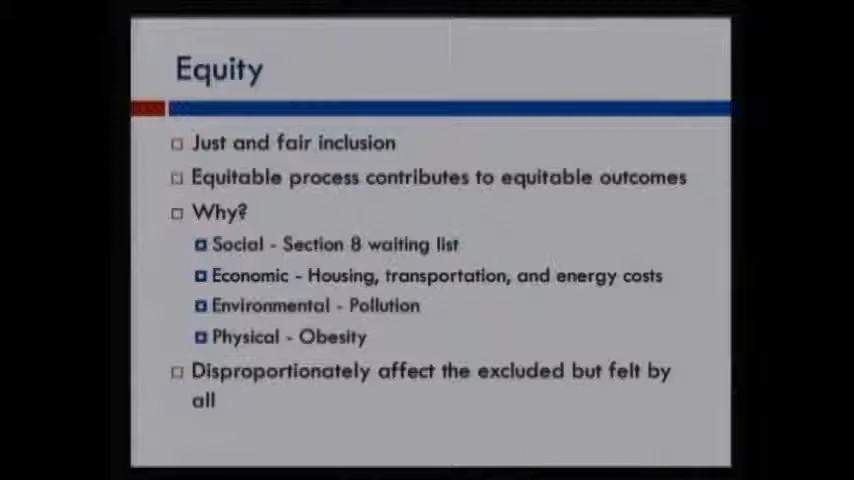 Equity
Just and fair inclusion
Equitable process contributes to equitable outcomes
Why?
Social - Section 8 waiting list
Economic - Housing, transportation, and energy costs
Environmental - Pollution
Physical - Obesity
Disproportionately affect the excluded but felt by
all